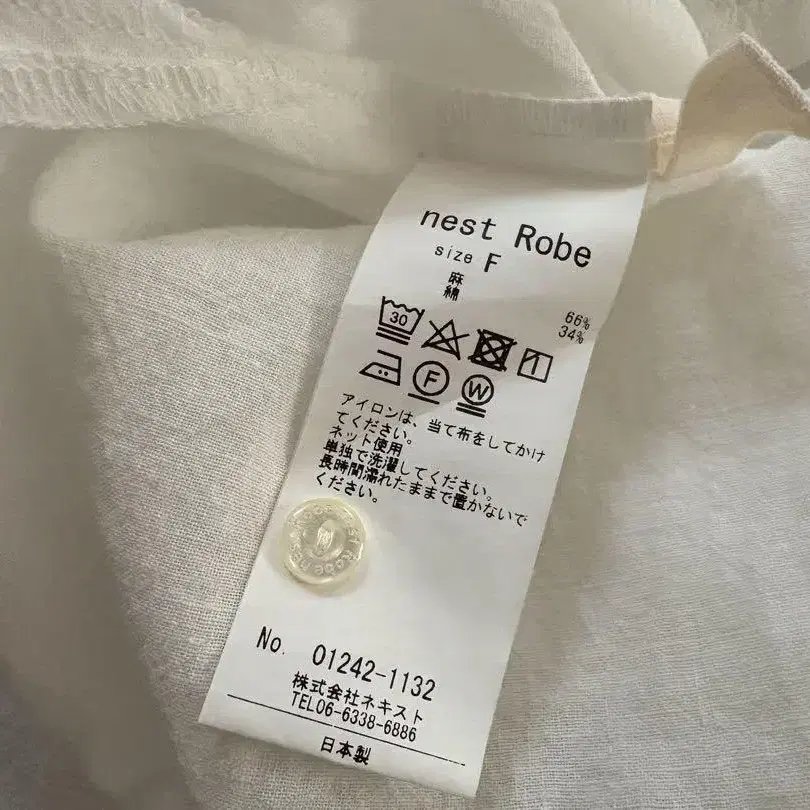 nest Robe
size F
麻 66%
綿 34%
30
F W
アイロンは、当て布をしてかけ
てください。
ネット使用
単独で洗濯してください。
長時間濡れたままで置かないで
ください。
Robe nes
No. 01242-1132
株式会社ネキスト
TEL06-6338-6886
日本製